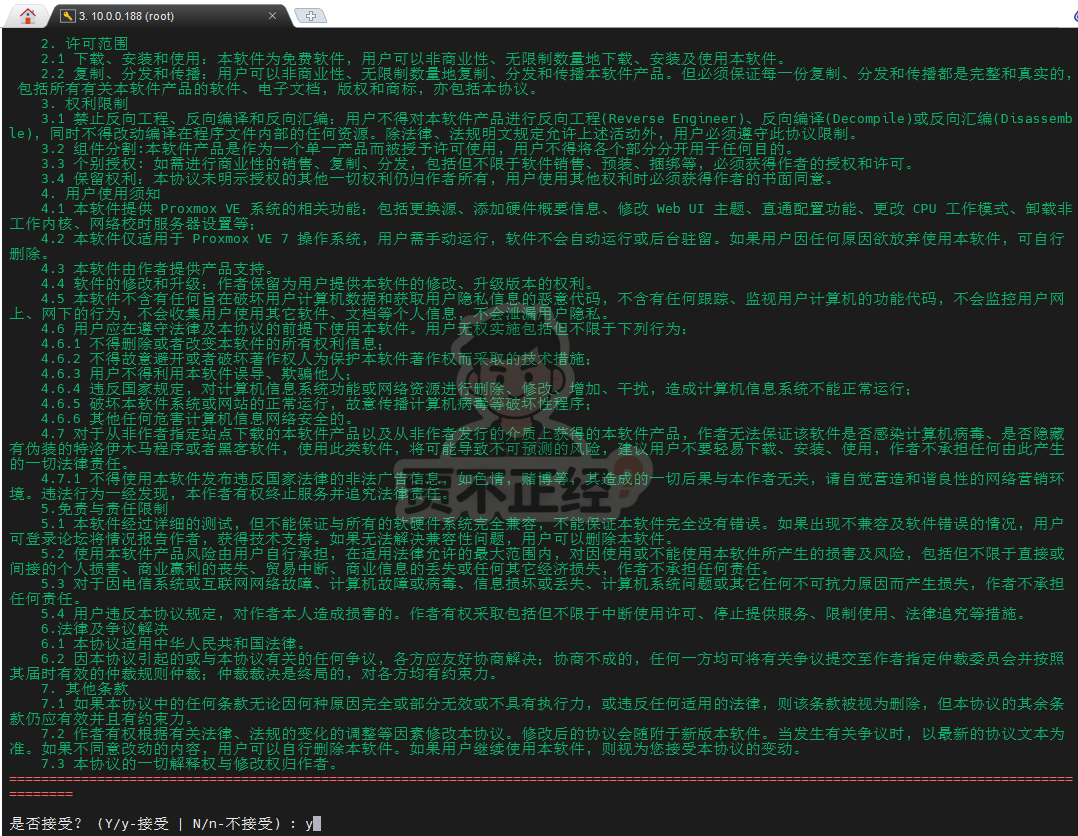 3. 10.0.0.188 (root)
2. 许可范围
2.1 下载、安装和使用：本软件为免费软件，用户可以非商业性、无限制数量地下载、安装及使用本软件。
2.2 复制、分发和传播：用户可以非商业性、无限制数量地复制、分发和传播本软件产品。但必须保证每一份复制、分发和传播都是完整和真实的，
包括所有有关本软件产品的软件、电子文档，版权和商标，亦包括本协议。
3. 权利限制
3.1 禁止反向工程、反向编译和反向汇编：用户不得对本软件产品进行反向工程(Reverse Engineer)、反向编译(Decompile)或反向汇编(Disassemb
le)，同时不得改动编译在程序文件内部的任何资源。除法律、法规明文规定允许上述活动外，用户必须遵守此协议限制。
3.2 组件分割:本软件产品是作为一个单一产品而被授予许可使用，用户不得将各个部分分开用于任何目的。
3.3 个别授权: 如需进行商业性的销售、复制、分发，包括但不限于软件销售、预装、捆绑等，必须获得作者的授权和许可。
3.4 保留权利：本协议未明示授权的其他一切权利仍归作者所有，用户使用其他权利时必须获得作者的书面同意。
4. 用户使用须知
4.1 本软件提供 Proxmox VE 系统的相关功能：包括更换源、添加硬件概要信息、修改 Web UI 主题、直通配置功能、更改 CPU 工作模式、卸载非
工作内核、网络校时服务器设置等；
4.2 本软件仅适用于 Proxmox VE 7 操作系统，用户需手动运行，软件不会自动运行或后台驻留。如果用户因任何原因欲放弃使用本软件，可自行
删除。
4.3 本软件由作者提供产品支持。
4.4 软件的修改和升级：作者保留为用户提供本软件的修改、升级版本的权利。
4.5 本软件不含有任何旨在破坏用户计算机数据和获取用户隐私信息的恶意代码，不含有任何跟踪、监视用户计算机的功能代码，不会监控用户网
上、网下的行为，不会收集用户使用其它软件、文档等个人信息，不会泄漏用户隐私。
4.6 用户应在遵守法律及本协议的前提下使用本软件。用户无权实施包括但不限于下列行为：
4.6.1 不得删除或者改变本软件的所有权利信息；
4.6.2 不得故意避开或者破坏著作权人为保护本软件著作权而采取的技术措施；
4.6.3 用户不得利用本软件误导、欺骗他人；
4.6.4 违反国家规定，对计算机信息系统功能或网络资源进行删除、修改、增加、干扰，造成计算机信息系统不能正常运行；
4.6.5 破坏本软件系统或网站的正常运行，故意传播计算机病毒等破坏性程序；
4.6.6 其他任何危害计算机信息网络安全的。
4.7 对于从非作者指定站点下载的本软件产品以及从非作者发行的介质上获得的本软件产品，作者无法保证该软件是否感染计算机病毒、是否隐藏
有伪装的特洛伊木马程序或者黑客软件，使用此类软件，将可能导致不可预测的风险，建议用户不要轻易下载、安装、使用，作者不承担任何由此产生
的一切法律责任。
4.7.1 不得使用本软件发布违反国家法律的非法广告信息，如色情，赌博等，其造成的一切后果与本作者无关，请自觉营造和谐良性的网络营销环
境。违法行为一经发现，本作者有权终止服务并追究法律责任。
5.免责与责任限制
5.1 本软件经过详细的测试，但不能保证与所有的软硬件系统完全兼容，不能保证本软件完全没有错误。如果出现不兼容及软件错误的情况，用户
可登录论坛将情况报告作者，获得技术支持。如果无法解决兼容性问题，用户可以删除本软件。
5.2 使用本软件产品风险由用户自行承担，在适用法律允许的最大范围内，对因使用或不能使用本软件所产生的损害及风险，包括但不限于直接或
间接的个人损害、商业赢利的丧失、贸易中断、商业信息的丢失或任何其它经济损失，作者不承担任何责任。
5.3 对于因电信系统或互联网网络故障、计算机故障或病毒、信息损坏或丢失、计算机系统问题或其它任何不可抗力原因而产生损失，作者不承担
任何责任。
5.4 用户违反本协议规定，对作者本人造成损害的。作者有权采取包括但不限于中断使用许可、停止提供服务、限制使用、法律追究等措施。
6.法律及争议解决
6.1 本协议适用中华人民共和国法律。
6.2 因本协议引起的或与本协议有关的任何争议，各方应友好协商解决；协商不成的，任何一方均可将有关争议提交至作者指定仲裁委员会并按照
其届时有效的仲裁规则仲裁；仲裁裁决是终局的，对各方均有约束力。
7. 其他条款
7.1 如果本协议中的任何条款无论因何种原因完全或部分无效或不具有执行力，或违反任何适用的法律，则该条款被视为删除，但本协议的其余条
款仍应有效并且有约束力。
7.2 作者有权根据有关法律、法规的变化的调整等因素修改本协议。修改后的协议会随附于新版本软件。当发生有关争议时，以最新的协议文本为
准。如果不同意改动的内容，用户可以自行删除本软件。如果用户继续使用本软件，则视为您接受本协议的变动。
7.3 本协议的一切解释权与修改权归作者。
是否接受？ (Y/y-接受 | N/n-不接受) : y